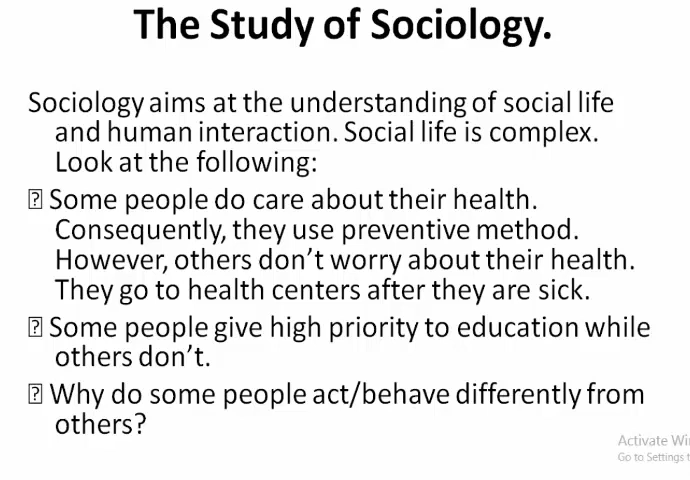 The Study of Sociology.
Sociology aims at the understanding of social life
and human interaction. Social life is complex.
Look at the following:
⍰ Some people do care about their health.
Consequently, they use preventive method.
However, others don’t worry about their health.
They go to health centers after they are sick.
⍰ Some people give high priority to education while
others don’t.
⍰ Why do some people act/behave differently from
others?
Activate Wi
Go to Settings t